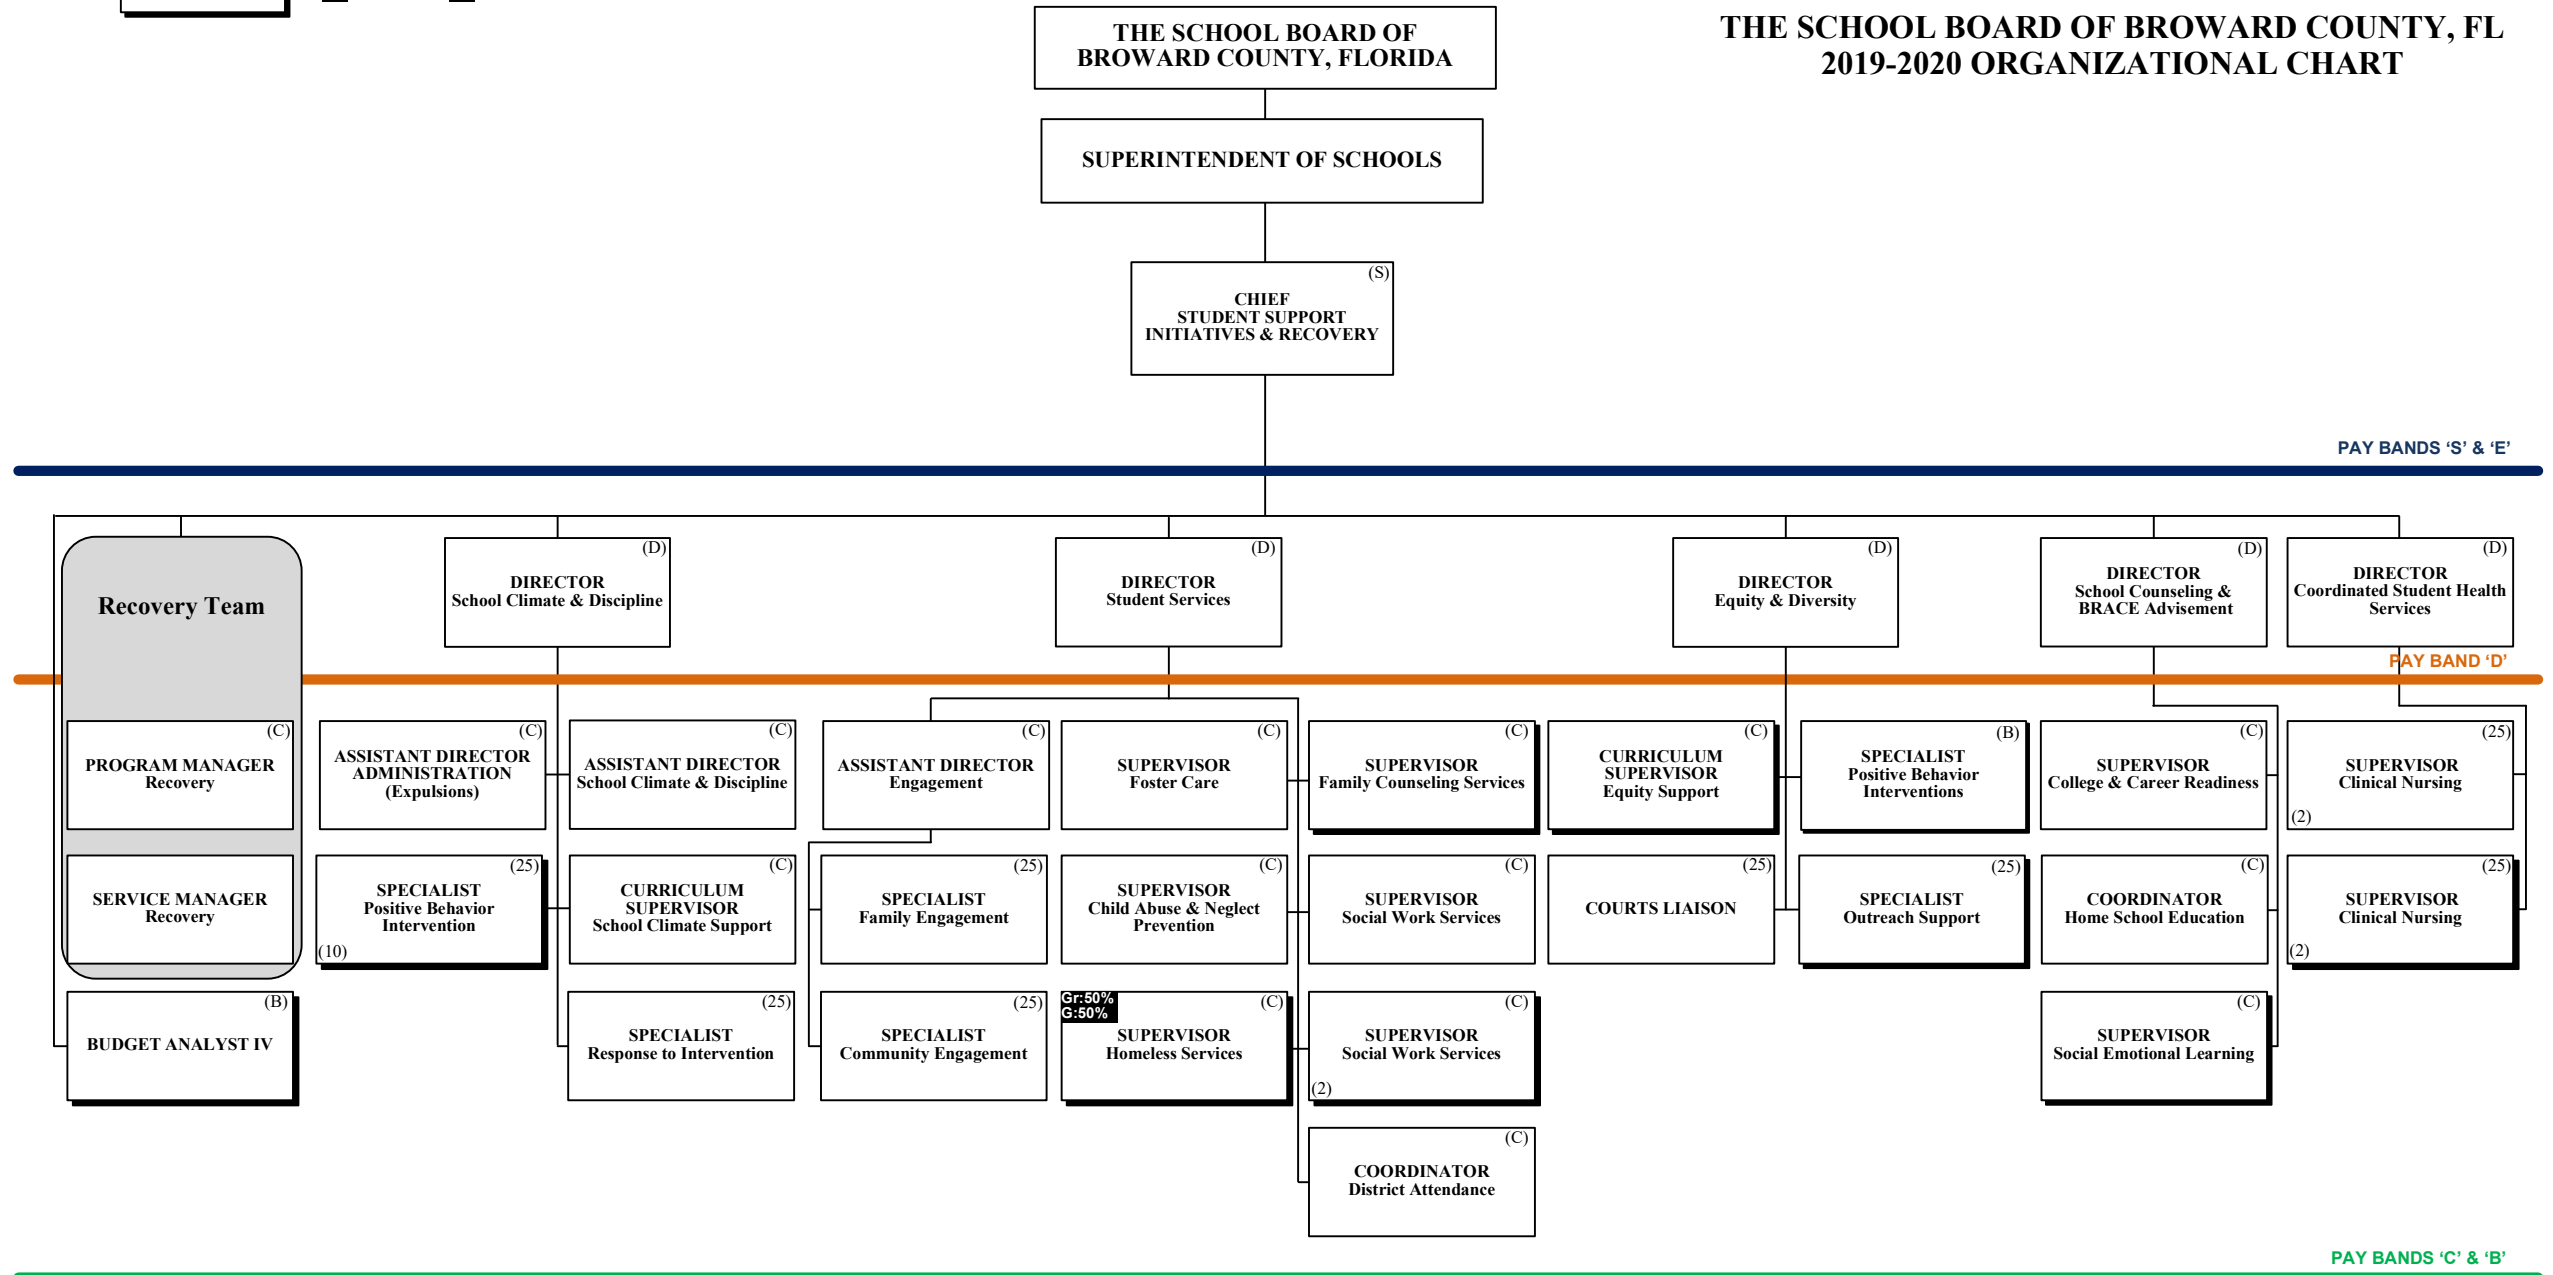 THE SCHOOL BOARD OF
BROWARD COUNTY, FLORIDA
THE SCHOOL BOARD OF BROWARD COUNTY, FL
2019-2020 ORGANIZATIONAL CHART
SUPERINTENDENT OF SCHOOLS
(S)
CHIEF
STUDENT SUPPORT
INITIATIVES & RECOVERY
PAY BANDS ‘S’ & ‘E’
Recovery Team
(D)
DIRECTOR
School Climate & Discipline
(D)
DIRECTOR
Student Services
(D)
DIRECTOR
Equity & Diversity
(D)
DIRECTOR
School Counseling &
BRACE Advisement
(D)
DIRECTOR
Coordinated Student Health
Services
PAY BAND ‘D’
(C)
PROGRAM MANAGER
Recovery
(C)
ASSISTANT DIRECTOR
ADMINISTRATION
(Expulsions)
(C)
ASSISTANT DIRECTOR
School Climate & Discipline
(C)
ASSISTANT DIRECTOR
Engagement
(C)
SUPERVISOR
Foster Care
(C)
SUPERVISOR
Family Counseling Services
(C)
CURRICULUM
SUPERVISOR
Equity Support
(B)
SPECIALIST
Positive Behavior
Interventions
(C)
SUPERVISOR
College & Career Readiness
(25)
SUPERVISOR
Clinical Nursing
(2)
SERVICE MANAGER
Recovery
(25)
SPECIALIST
Positive Behavior
Intervention
(10)
(C)
CURRICULUM
SUPERVISOR
School Climate Support
(25)
SPECIALIST
Family Engagement
(C)
SUPERVISOR
Child Abuse & Neglect
Prevention
(C)
SUPERVISOR
Social Work Services
(25)
COURTS LIAISON
(25)
SPECIALIST
Outreach Support
(C)
COORDINATOR
Home School Education
(25)
SUPERVISOR
Clinical Nursing
(2)
(B)
BUDGET ANALYST IV
(25)
SPECIALIST
Response to Intervention
(25)
SPECIALIST
Community Engagement
Gr:50%
G:50%
(C)
SUPERVISOR
Homeless Services
(C)
SUPERVISOR
Social Work Services
(2)
(C)
SUPERVISOR
Social Emotional Learning
(C)
COORDINATOR
District Attendance
PAY BANDS ‘C’ & ‘B’